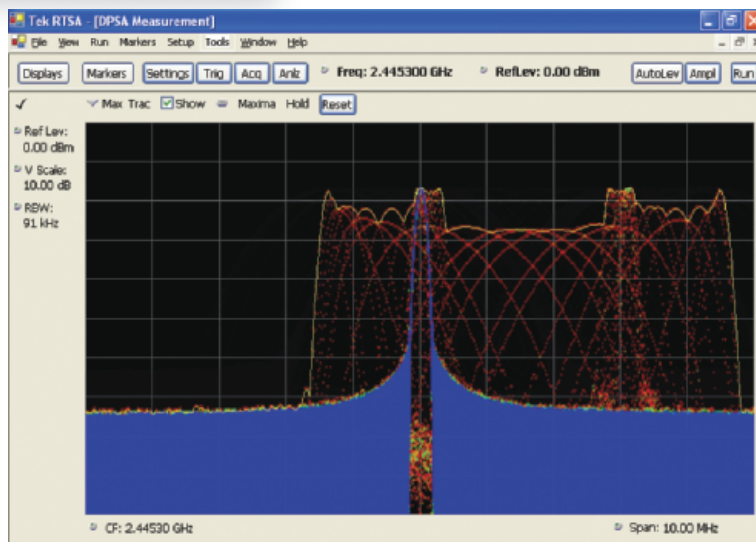 Tek RTSA - [DPSA Measurement]
File View Run Markers Setup Tools Window Help
Displays Markers Settings Trig Acq Anlz Freq: 2.445300 GHz RefLev: 0.00 dBm AutoLev Ampl Run
Max Trac Show Maxima Hold Reset
Ref Lev:
0.00 dBm
V Scale:
10.00 dB
RBW:
91 kHz
CF: 2.44530 GHz Span: 10.00 MHz